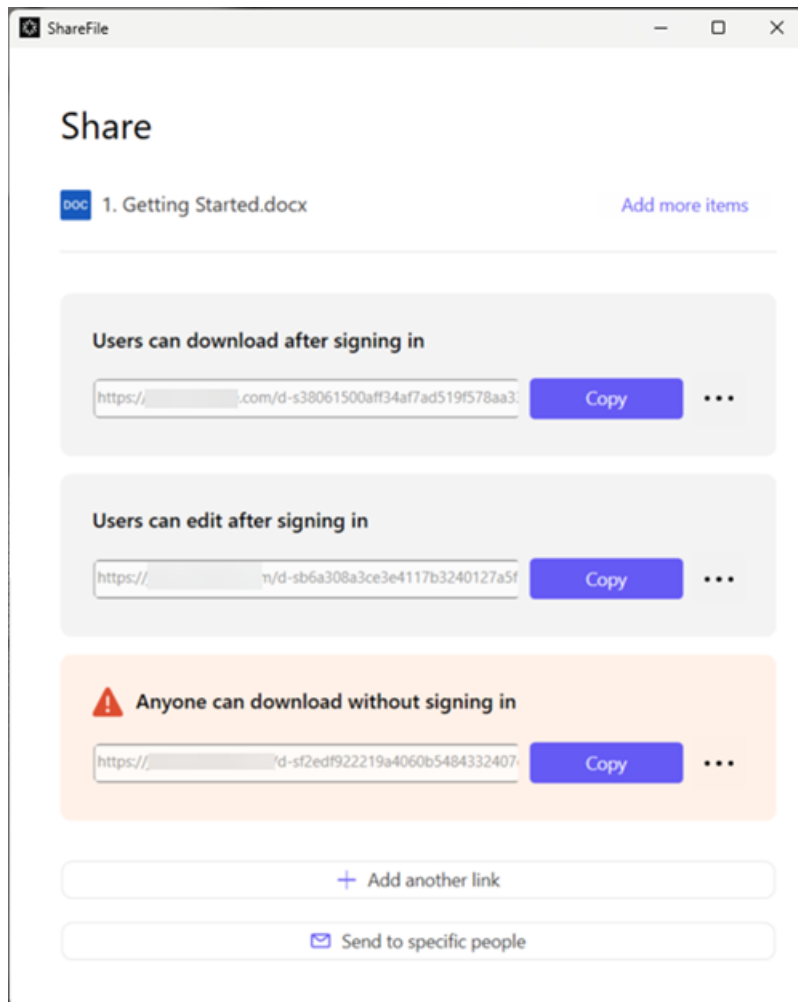 ShareFile
Share
DOC 1. Getting Started.docx Add more items
Users can download after signing in
https:// .com/d-s38061500aff34af7ad519f578aa3 Copy
Users can edit after signing in
https:// m/d-sb6a308a3ce3e4117b3240127a5f Copy
Anyone can download without signing in
https:// /d-sf2edf922219a4060b5484332407 Copy
Add another link
Send to specific people